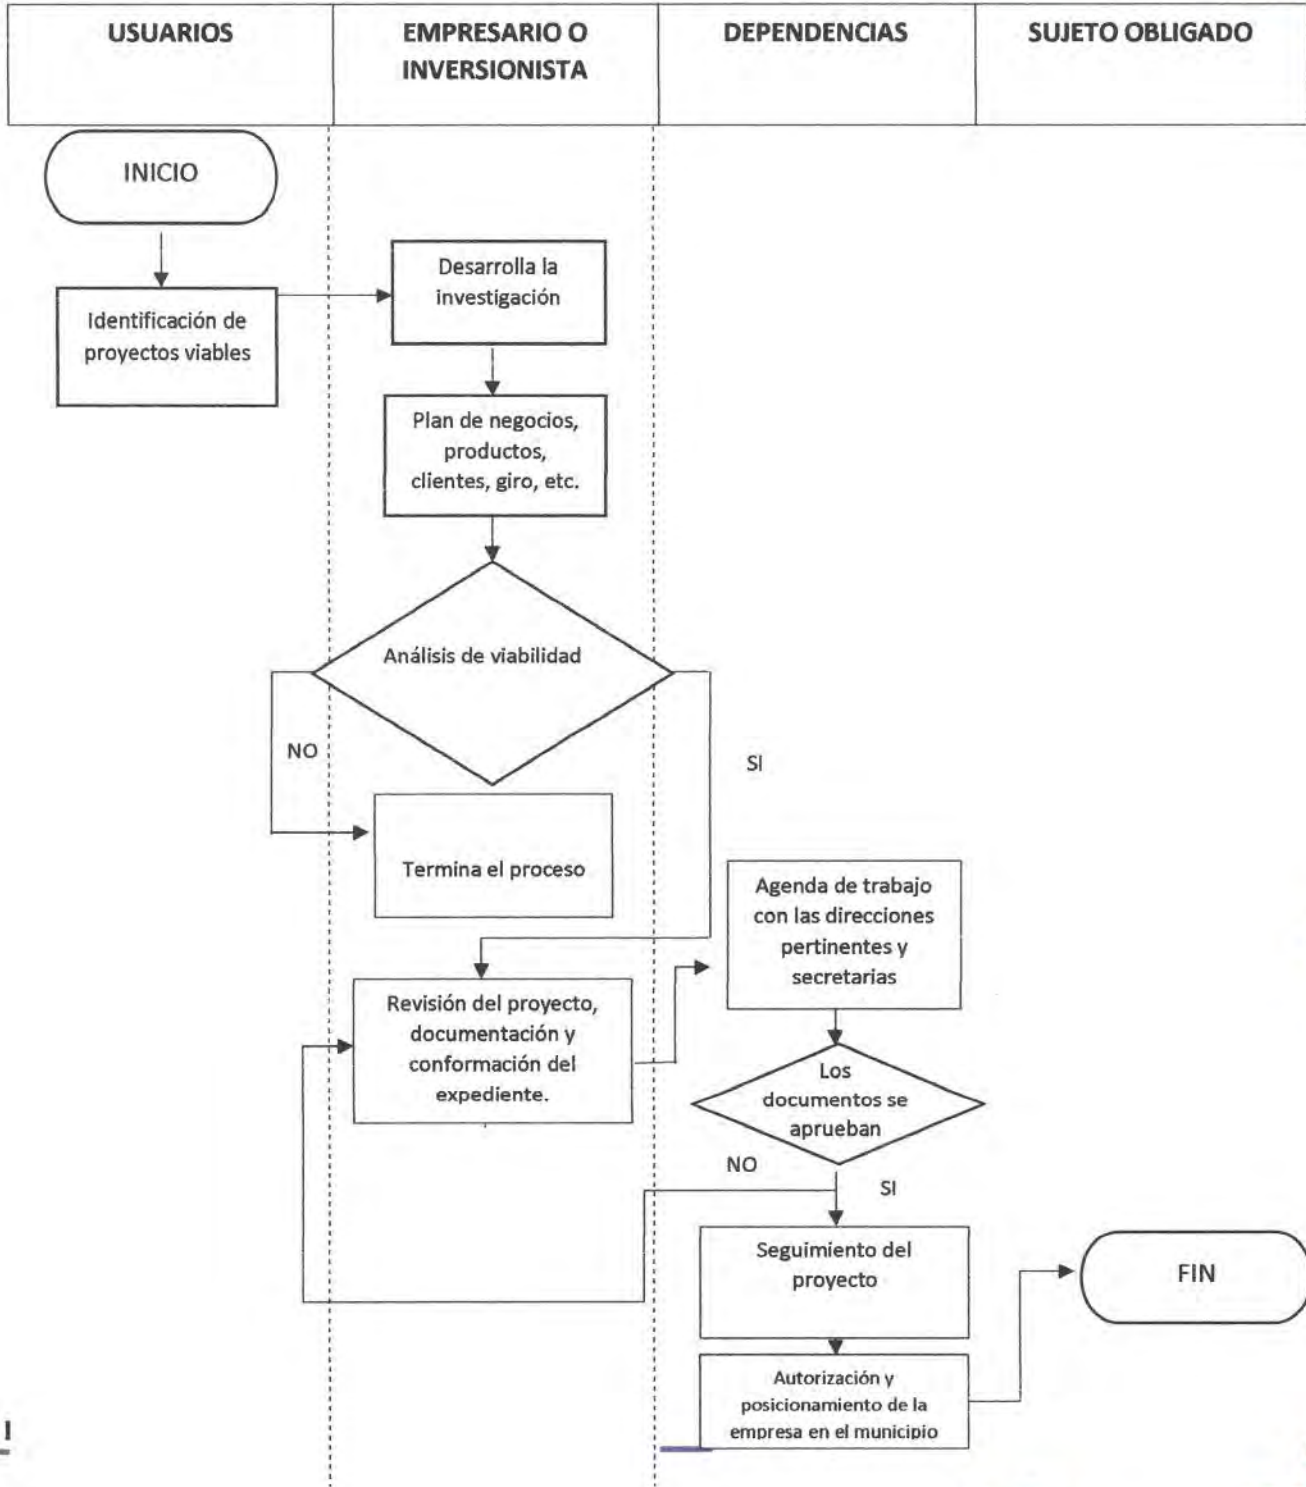 USUARIOS
EMPRESARIO O
INVERSIONISTA
DEPENDENCIAS
SUJETO OBLIGADO
INICIO
Identificación de
proyectos viables
Desarrolla la
investigación
Plan de negocios,
productos,
clientes, giro, etc.
Análisis de viabilidad
NO
SI
Termina el proceso
Agenda de trabajo
con las direcciones
pertinentes y
secretarias
Revisión del proyecto,
documentación y
conformación del
expediente.
Los
documentos se
aprueban
NO
SI
Seguimiento del
proyecto
Autorización y
posicionamiento de la
empresa en el municipio
FIN